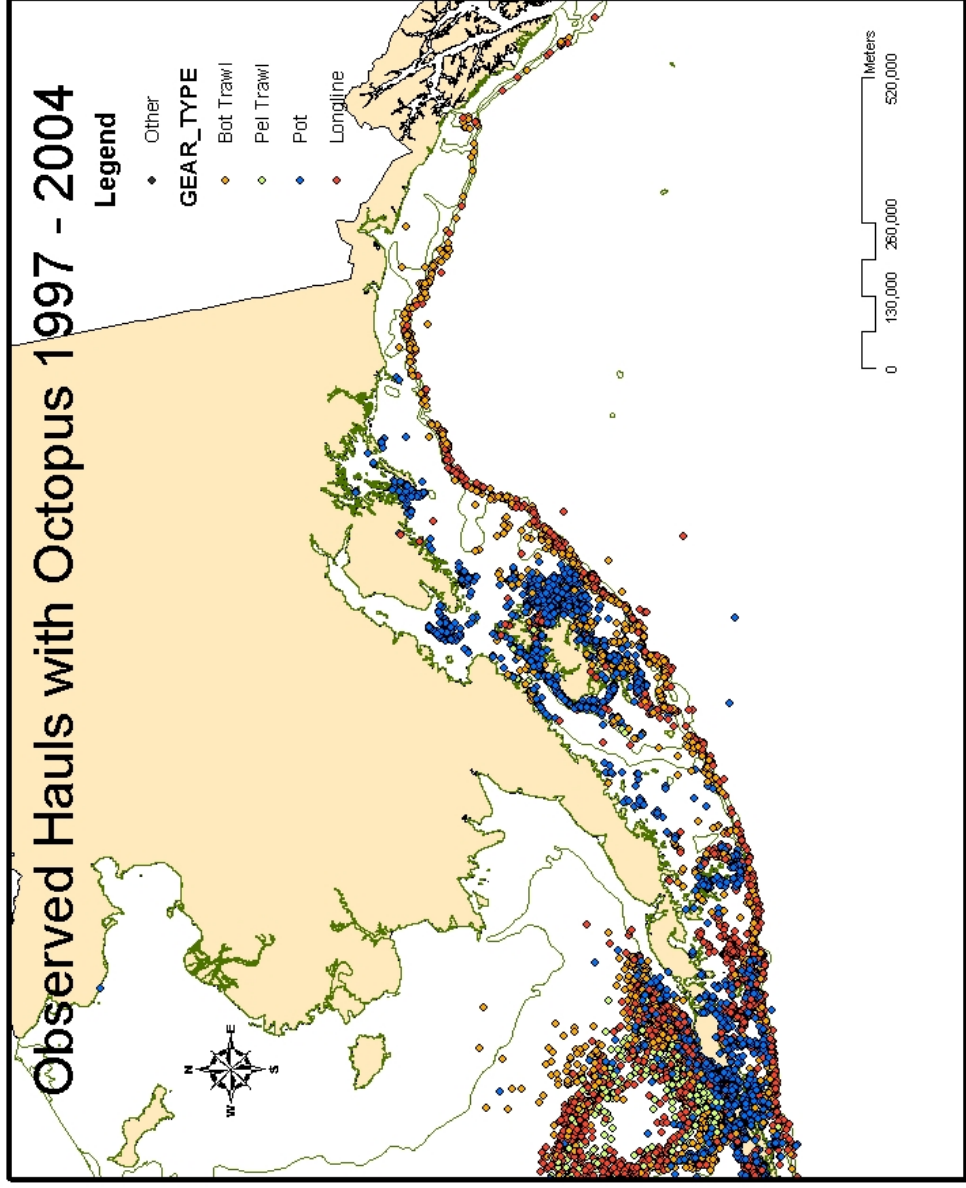 Observed Hauls with Octopus 1997 - 2004
Legend
Other
GEAR_TYPE
Bot Trawl
Pel Trawl
Pot
Longline
N
W E
S
0 130,000 260,000 520,000
Meters